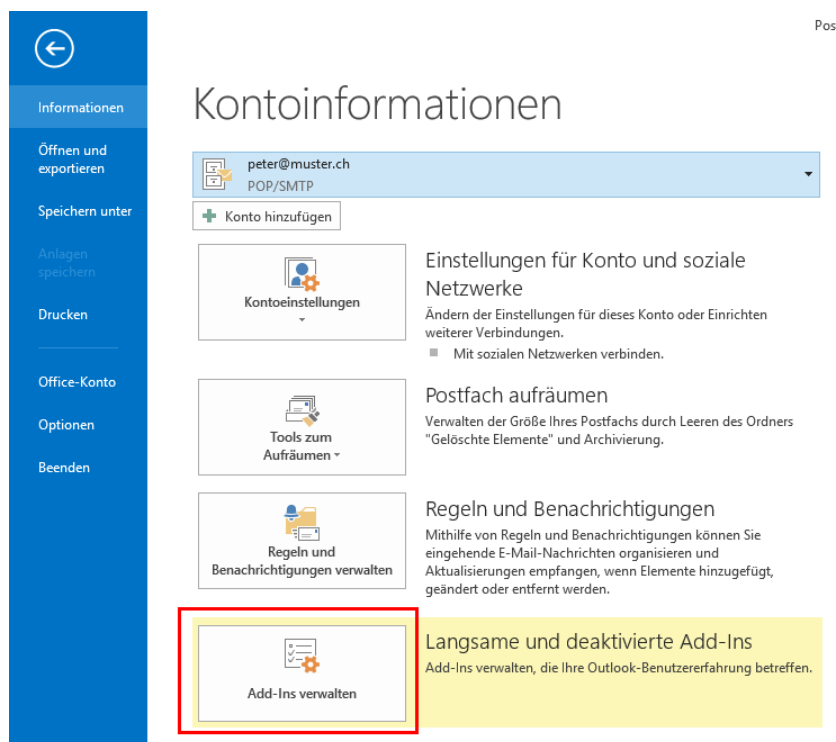 Pos
Informationen
Öffnen und
exportieren
Speichern unter
Anlagen
speichern
Drucken
Office-Konto
Optionen
Beenden
Kontoinformationen
peter@muster.ch
POP/SMTP
Konto hinzufügen
Kontoeinstellungen
Einstellungen für Konto und soziale
Netzwerke
Ändern der Einstellungen für dieses Konto oder Einrichten
weiterer Verbindungen.
Mit sozialen Netzwerken verbinden.
Tools zum
Aufräumen
Postfach aufräumen
Verwalten der Größe Ihres Postfachs durch Leeren des Ordners
"Gelöschte Elemente" und Archivierung.
Regeln und
Benachrichtigungen verwalten
Regeln und Benachrichtigungen
Mithilfe von Regeln und Benachrichtigungen können Sie
eingehende E-Mail-Nachrichten organisieren und
Aktualisierungen empfangen, wenn Elemente hinzugefügt,
geändert oder entfernt werden.
Add-Ins verwalten
Langsame und deaktivierte Add-Ins
Add-Ins verwalten, die Ihre Outlook-Benutzererfahrung betreffen.